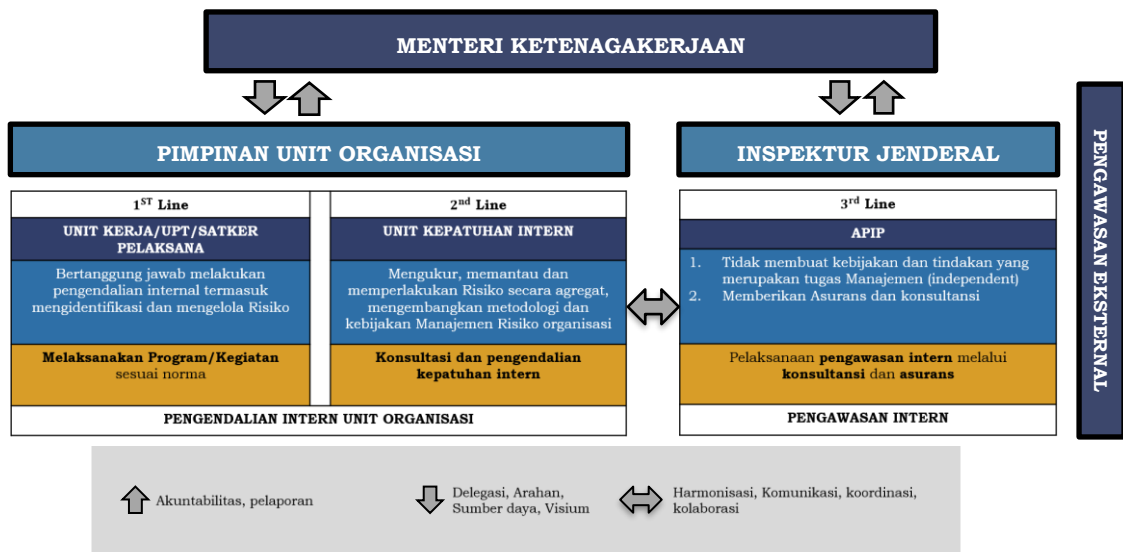 MENTERI KETENAGAKERJAAN
PIMPINAN UNIT ORGANISASI
INSPEKTUR JENDERAL
PENGAWASAN EKSTERNAL
1ST Line
UNIT KERJA/UPT/SATKER
PELAKSANA
Bertanggung jawab melakukan
pengendalian internal termasuk
mengidentifikasi dan mengelola Risiko
Melaksanakan Program/Kegiatan
sesuai norma
2nd Line
UNIT KEPATUHAN INTERN
Mengukur, memantau dan
memperlakukan Risiko secara agregat,
mengembangkan metodologi dan
kebijakan Manajemen Risiko organisasi
Konsultasi dan pengendalian
kepatuhan intern
PENGENDALIAN INTERN UNIT ORGANISASI
3rd Line
APIP
1. Tidak membuat kebijakan dan tindakan yang
merupakan tugas Manajemen (independent)
2. Memberikan Asurans dan konsultansi
Pelaksanaan pengawasan intern melalui
konsultansi dan asurans
PENGAWASAN INTERN
Akuntabilitas, pelaporan
Delegasi, Arahan,
Sumber daya, Visium
Harmonisasi, Komunikasi, koordinasi,
kolaborasi